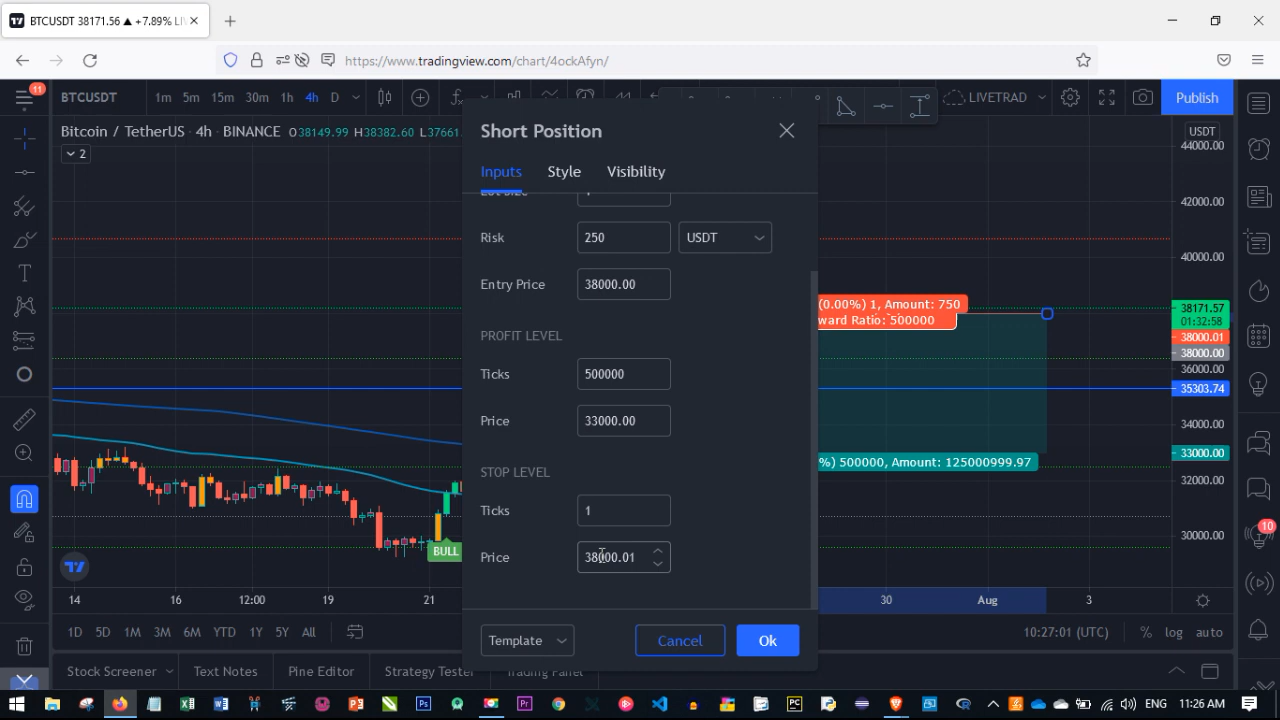 BTCUSDT 38171.56 ▲ +7.89% LIV
https://www.tradingview.com/chart/4ockAfyn/
11
BTCUSDT 1m 5m 15m 30m 1h 4h D LIVETRAD Publish
Bitcoin / TetherUS · 4h · BINANCE O38149.99 H38382.60 L37661.
2
Short Position
Inputs Style Visibility
Risk 250 USDT
Entry Price 38000.00
PROFIT LEVEL
Ticks 500000
Price 33000.00
STOP LEVEL
Ticks 1
Price 38000.01
Template Cancel Ok
(0.00%) 1, Amount: 750
ward Ratio: 500000
%) 500000, Amount: 125000999.97
USDT
44000.00
42000.00
40000.00
38171.57
01:32:58
38000.01
38000.00
36000.00
35303.74
34000.00
33000.00
32000.00
30000.00
10
BULL
14 16 12:00 19 21 30 Aug 3
1D 5D 1M 3M 6M YTD 1Y 5Y All 10:27:01 (UTC) % log auto
Stock Screener Text Notes Pine Editor Strategy Tester Trading Panel
ENG 11:26 AM